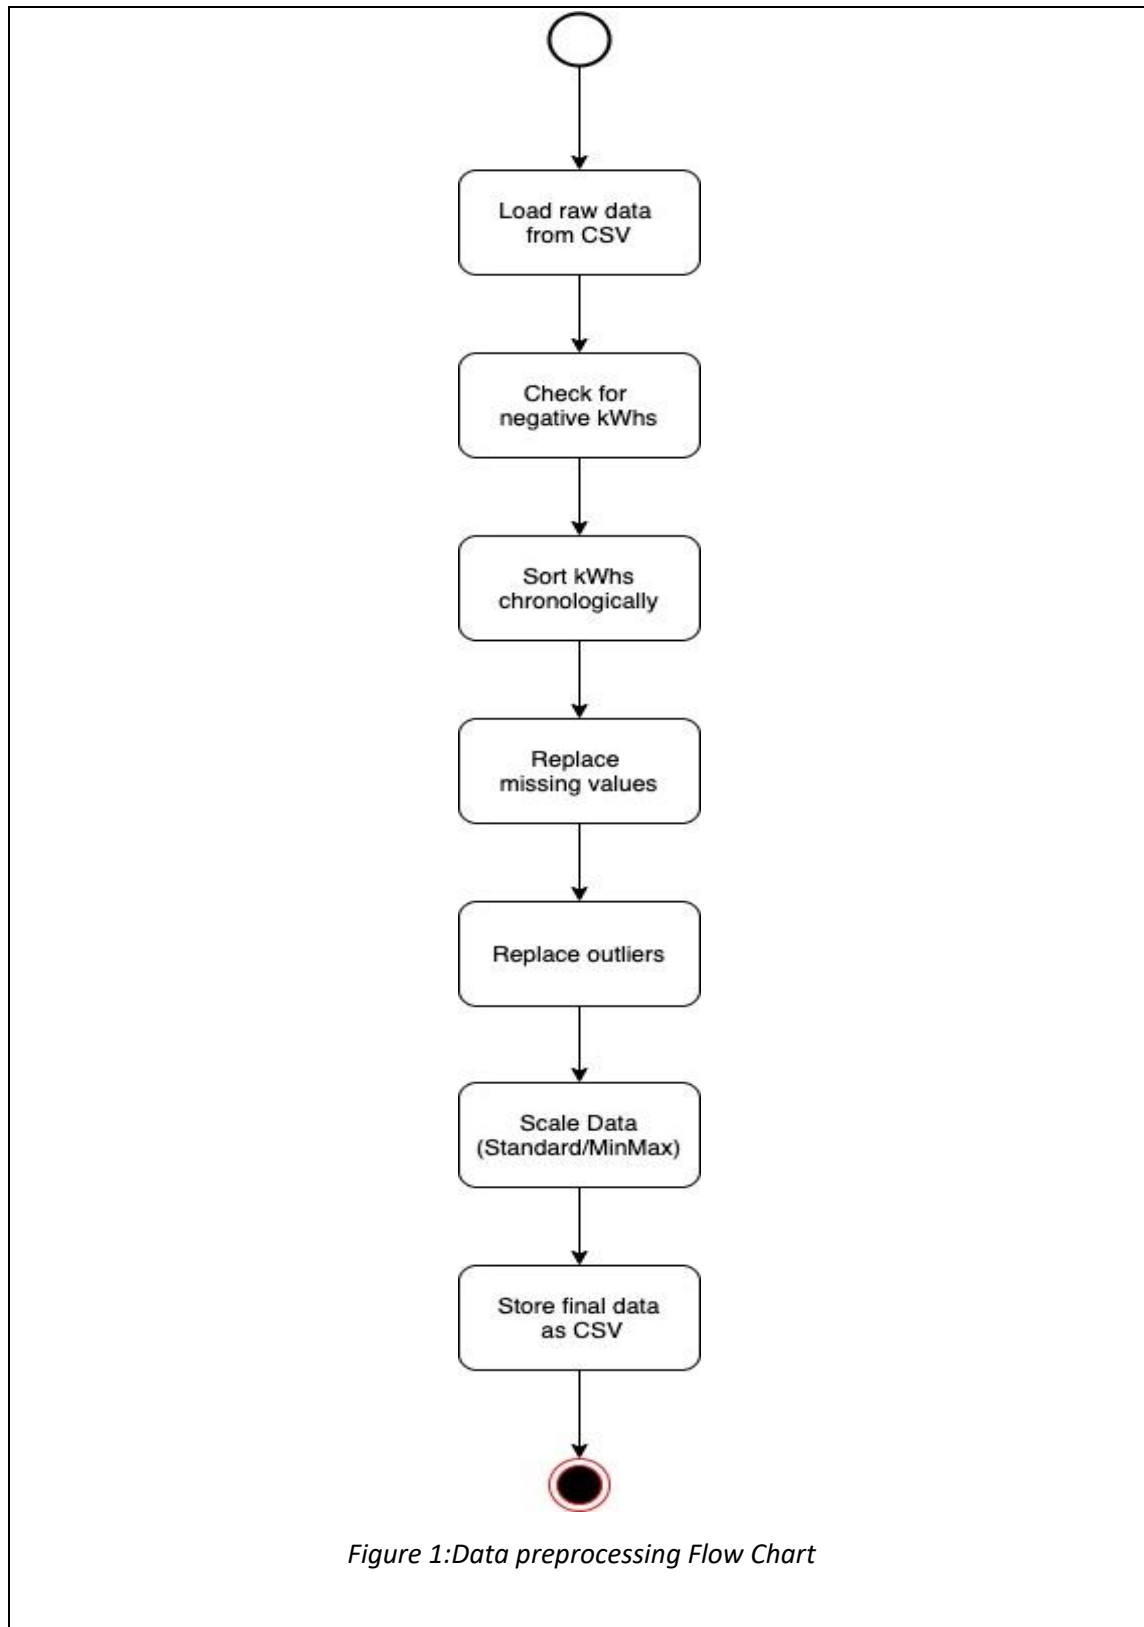 Load raw data
from CSV
Check for
negative kWhs
Sort kWhs
chronologically
Replace
missing values
Replace outliers
Scale Data
(Standard/MinMax)
Store final data
as CSV
Figure 1:Data preprocessing Flow Chart